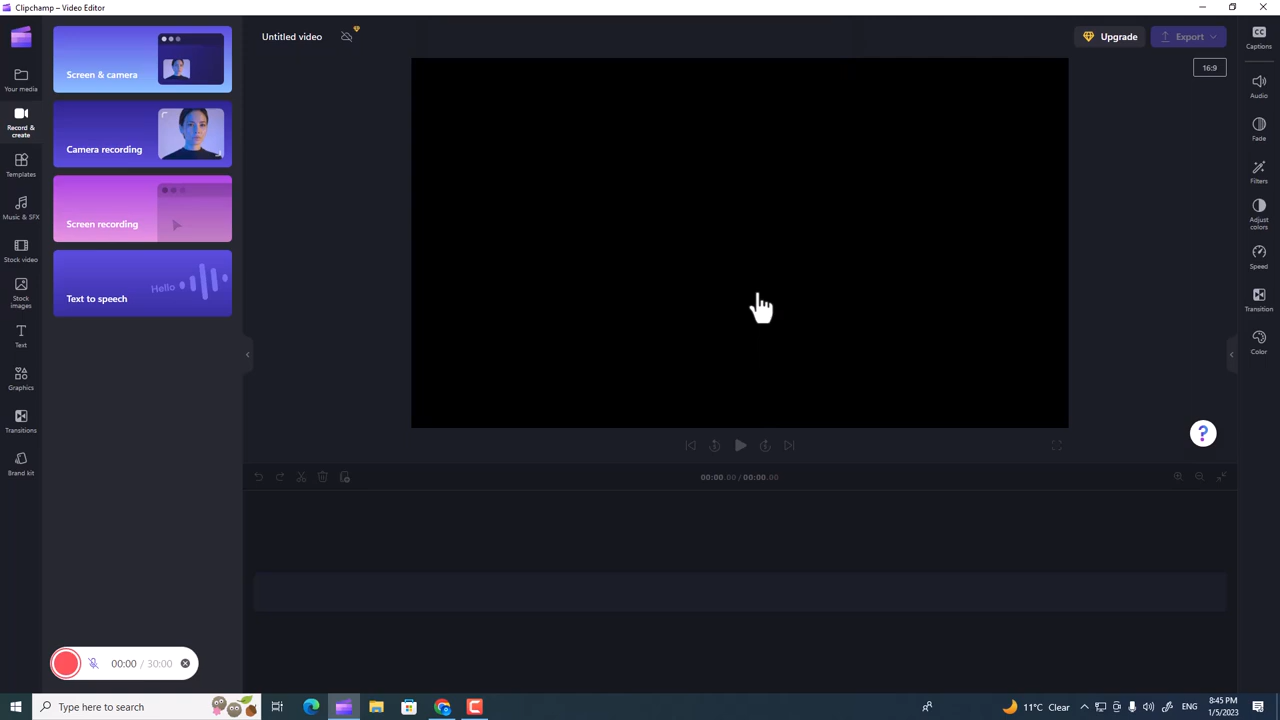 Clipchamp – Video Editor
Untitled video
Upgrade
Export
16:9
Your media
Record &
create
Templates
Music & SFX
Stock video
Stock
images
Text
Graphics
Transitions
Brand kit
Screen & camera
Camera recording
Screen recording
Hello
Text to speech
Captions
Audio
Fade
Filters
Adjust
colors
Speed
Transition
Color
?
00:00.00 / 00:00.00
00:00 / 30:00
Type here to search
11°C Clear
ENG
8:45 PM
1/5/2023